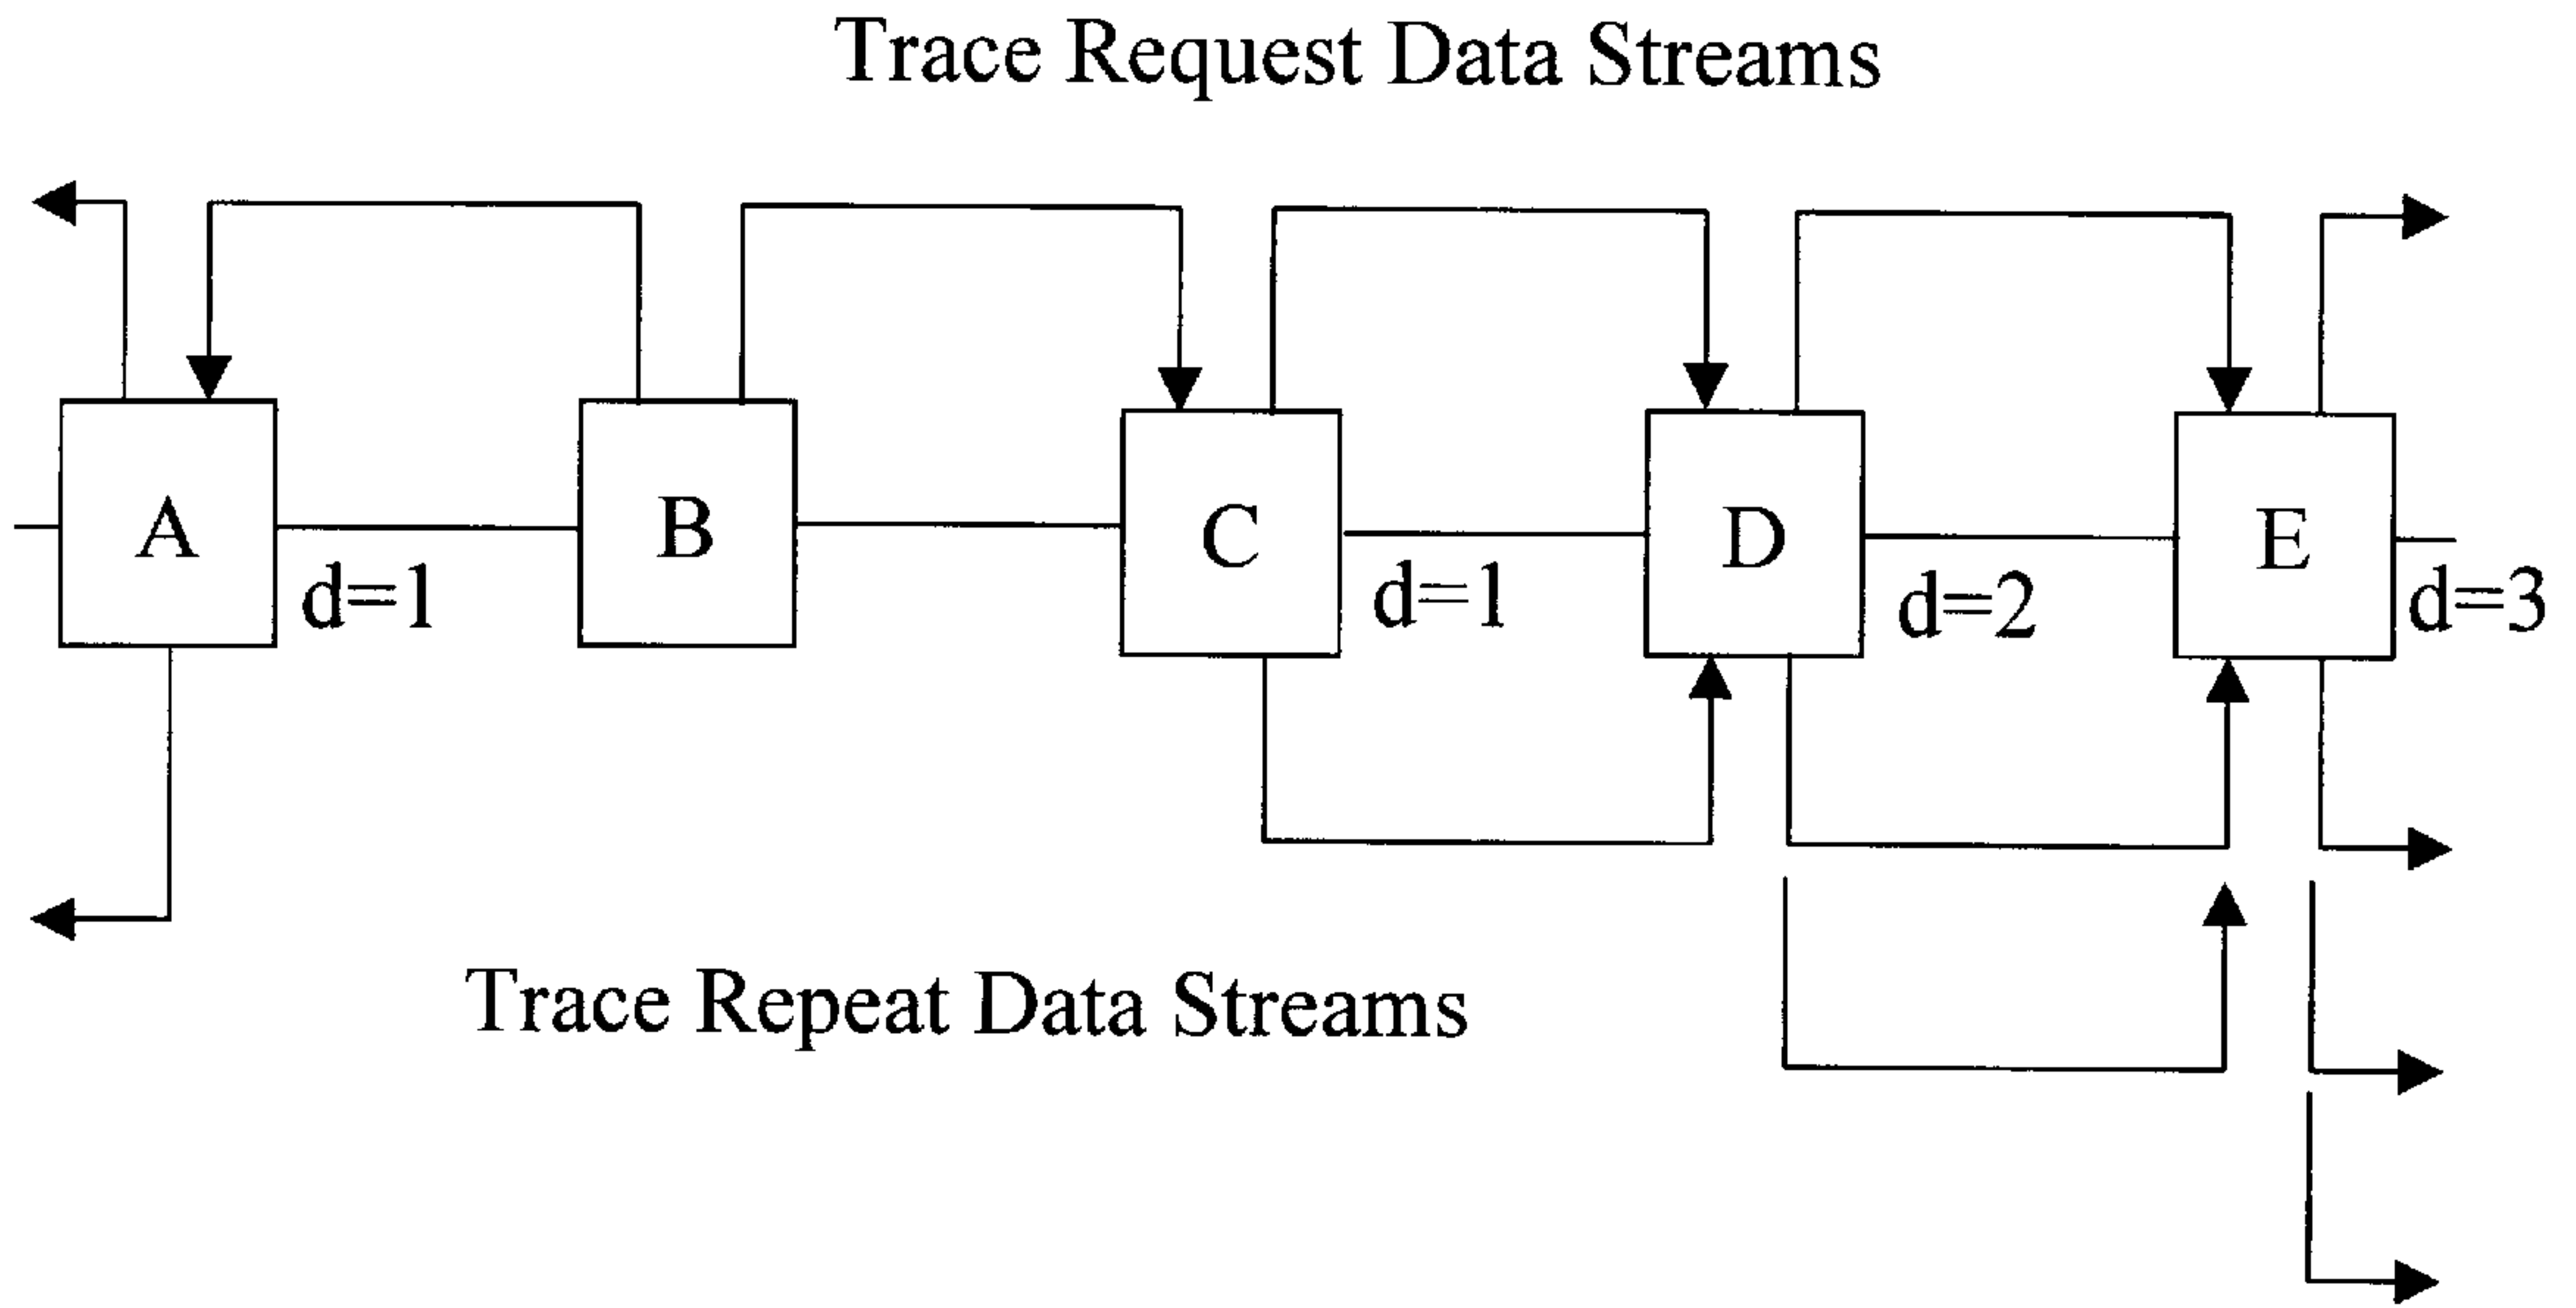 Trace Request Data Streams
A
B
C
D
E
d=1
d=1
d=2
d=3
Trace Repeat Data Streams